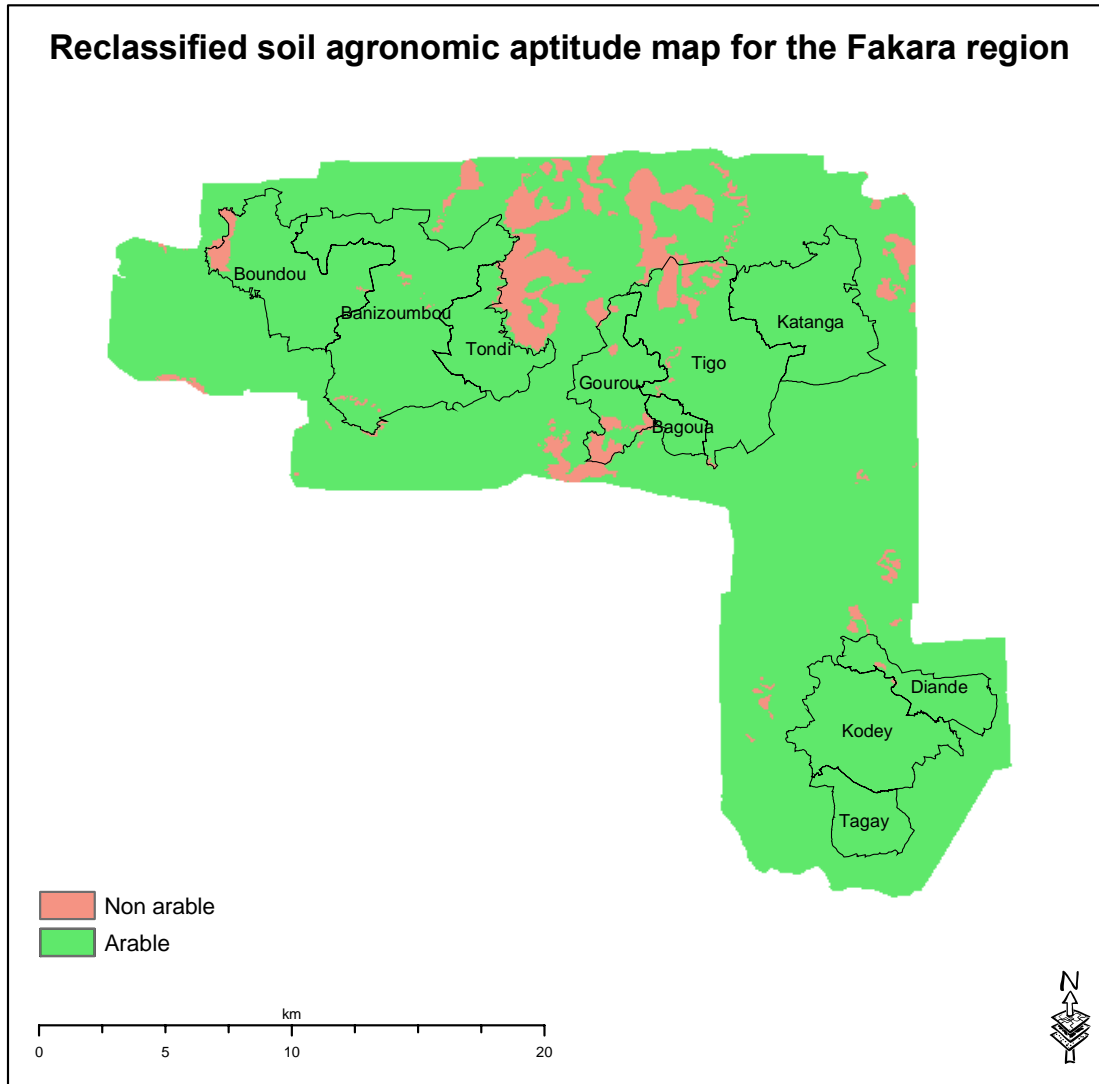 Reclassified soil agronomic aptitude map for the Fakara region
Boundou
Banizoumbou
Tondi
Gourou
Tigo
Katanga
Bagoua
Diande
Kodey
Tagay
Non arable
Arable
km
0 5 10 20
N